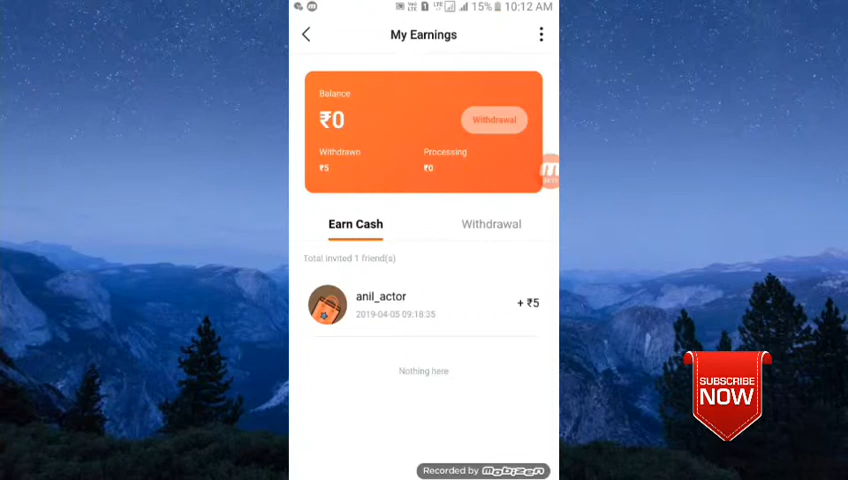 15% 10:12 AM
My Earnings
Balance
₹0
Withdrawal
Withdrawn
Processing
₹5
₹0
Earn Cash
Withdrawal
Total invited 1 friend(s)
anil_actor
+ ₹5
2019-04-05 09:18:35
Nothing here
SUBSCRIBE
NOW
Recorded by mobizen